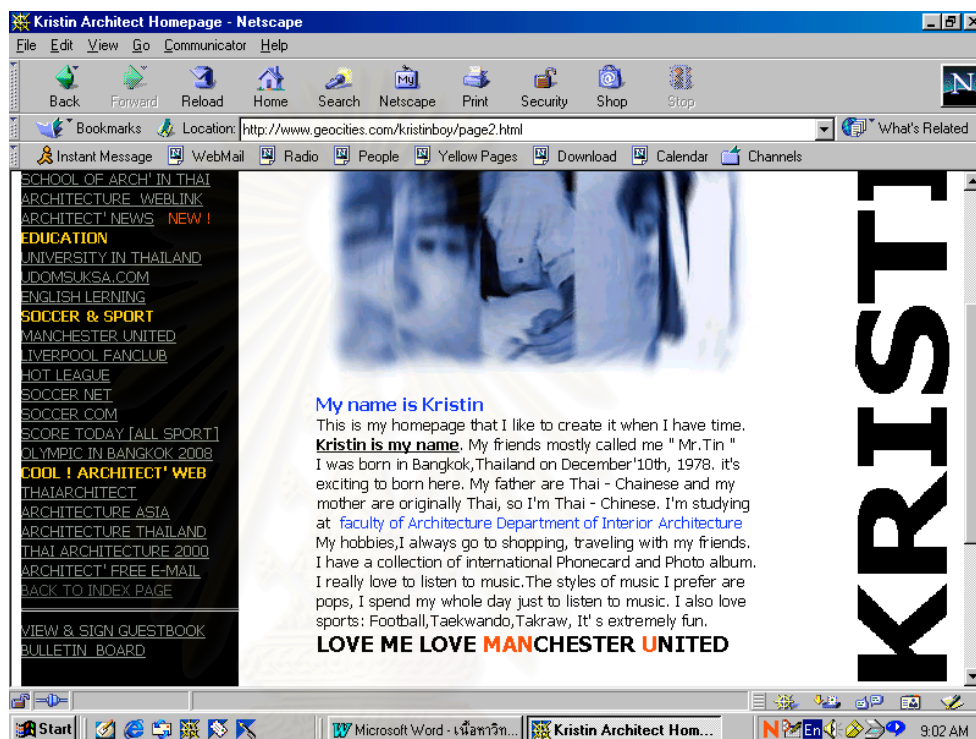 Kristin Architect Homepage - Netscape
File Edit View Go Communicator Help
Back Forward Reload Home Search Netscape Print Security Shop Stop
My
N
Bookmarks Location: http://www.geocities.com/kristinboy/page2.html What's Related
Instant Message WebMail Radio People Yellow Pages Download Calendar Channels
SCHOOL OF ARCH' IN THAI
ARCHITECTURE WEBLINK
ARCHITECT' NEWS NEW !
EDUCATION
UNIVERSITY IN THAILAND
UDOMSUKSA.COM
ENGLISH LERNING
SOCCER & SPORT
MANCHESTER UNITED
LIVERPOOL FANCLUB
HOT LEAGUE
SOCCER NET
SOCCER COM
SCORE TODAY [ALL SPORT]
OLYMPIC IN BANGKOK 2008
COOL ! ARCHITECT' WEB
THAIARCHITECT
ARCHITECTURE ASIA
ARCHITECTURE THAILAND
THAI ARCHITECTURE 2000
ARCHITECT' FREE E-MAIL
BACK TO INDEX PAGE
VIEW & SIGN GUESTBOOK
BULLETIN BOARD
My name is Kristin
This is my homepage that I like to create it when I have time.
Kristin is my name. My friends mostly called me " Mr.Tin "
I was born in Bangkok,Thailand on December'10th, 1978. it's
exciting to born here. My father are Thai - Chainese and my
mother are originally Thai, so I'm Thai - Chinese. I'm studying
at faculty of Architecture Department of Interior Architecture
My hobbies,I always go to shopping, traveling with my friends.
I have a collection of international Phonecard and Photo album.
I really love to listen to music.The styles of music I prefer are
pops, I spend my whole day just to listen to music. I also love
sports: Football,Taekwando,Takraw, It' s extremely fun.
LOVE ME LOVE MANCHESTER UNITED
KRISTI
Start Microsoft Word - เนื้อหาวิท... Kristin Architect Hom... N En 9:02 AM